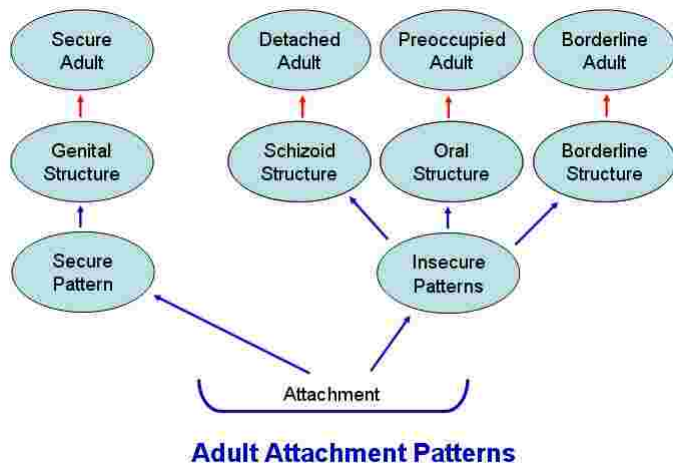 Secure
Adult
Detached
Adult
Preoccupied
Adult
Borderline
Adult
Genital
Structure
Schizoid
Structure
Oral
Structure
Borderline
Structure
Secure
Pattern
Insecure
Patterns
Attachment
Adult Attachment Patterns